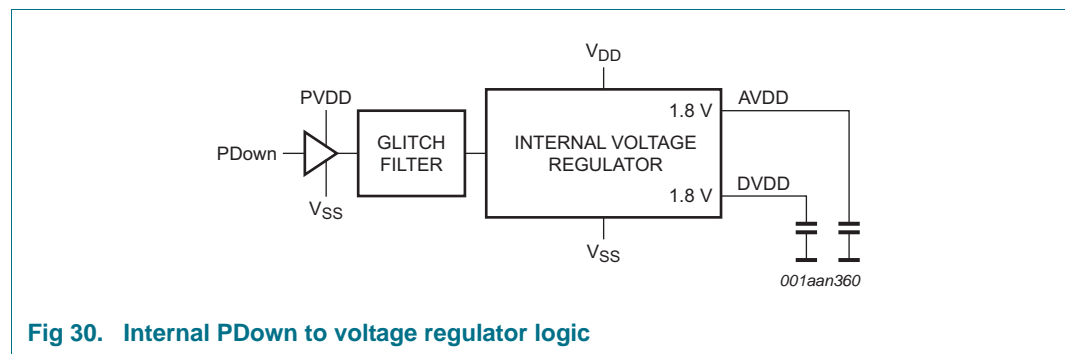 VDD
PVDD
1.8 V
AVDD
PDown
GLITCH
FILTER
INTERNAL VOLTAGE
REGULATOR
1.8 V
DVDD
VSS
VSS
001aan360
Fig 30. Internal PDown to voltage regulator logic